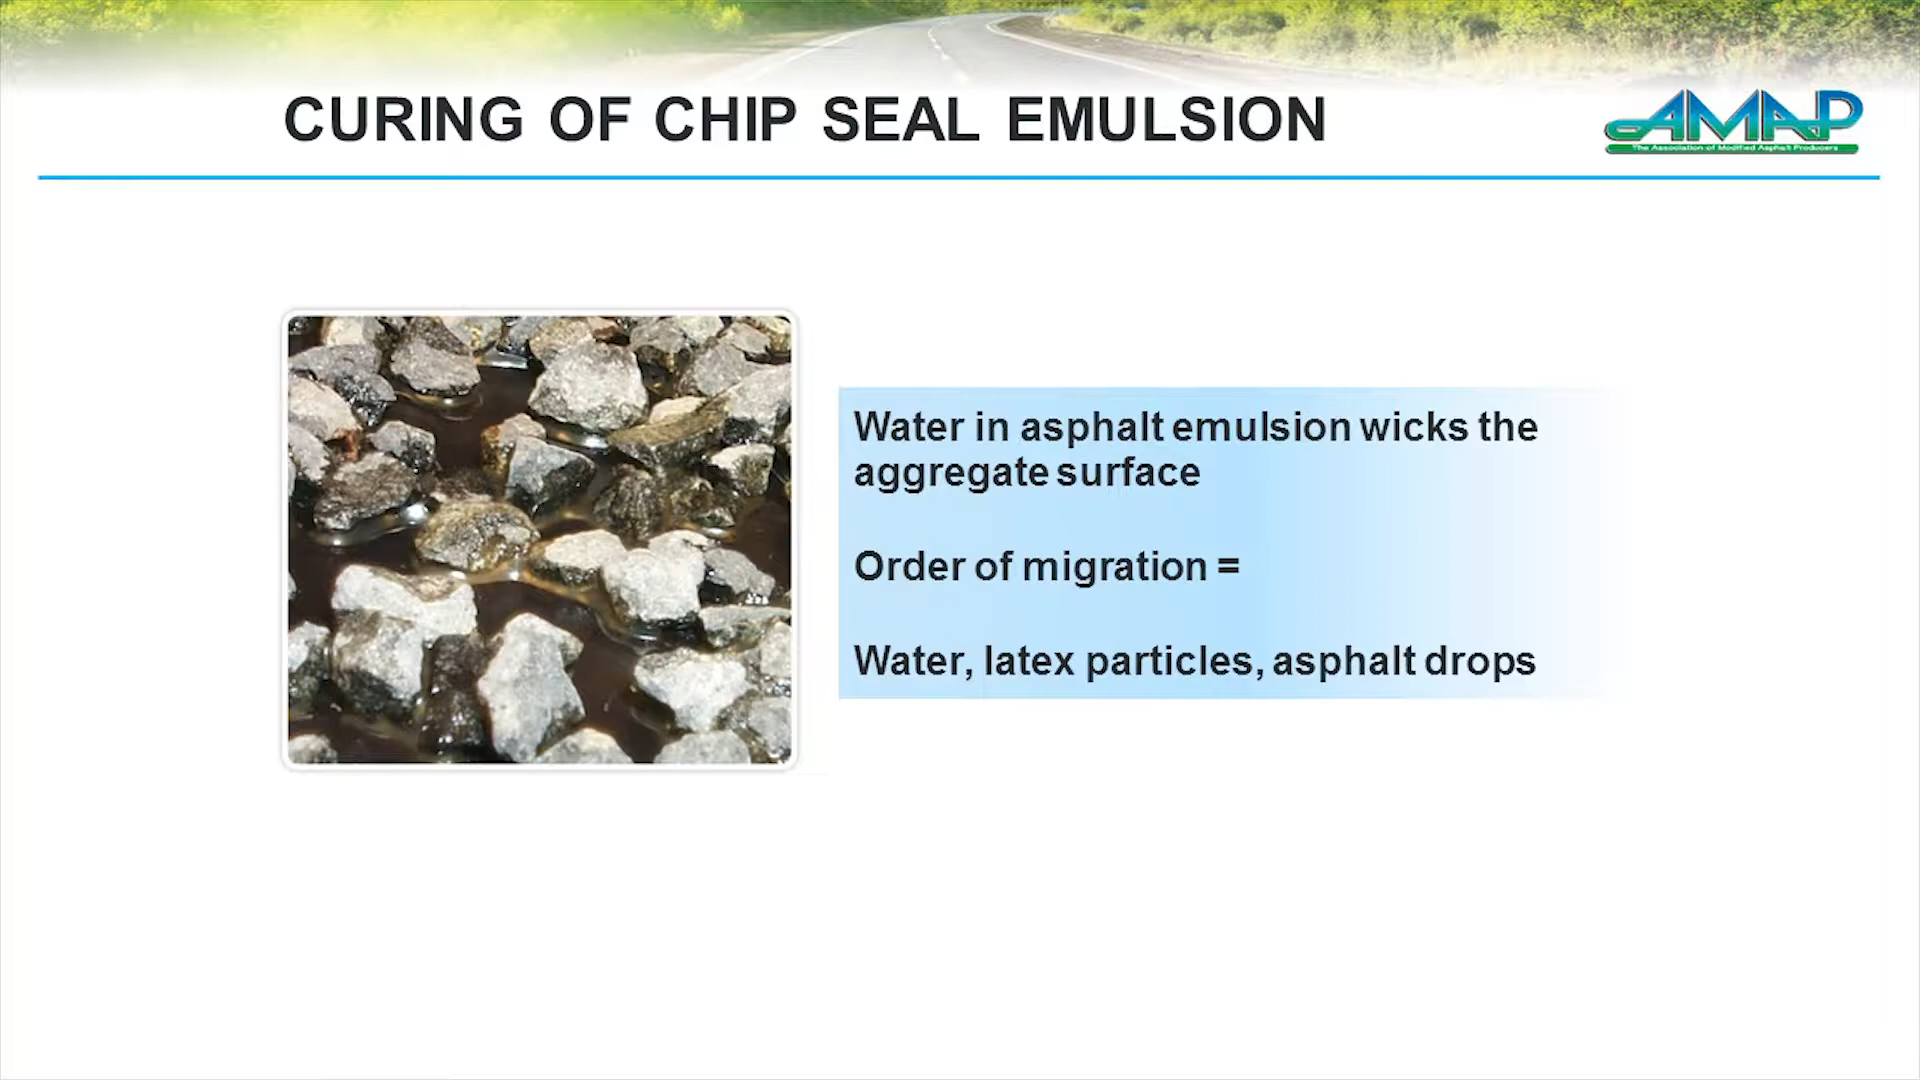 CURING OF CHIP SEAL EMULSION
AMAP
The Association of Modified Asphalt Producers
Water in asphalt emulsion wicks the
aggregate surface
Order of migration =
Water, latex particles, asphalt drops